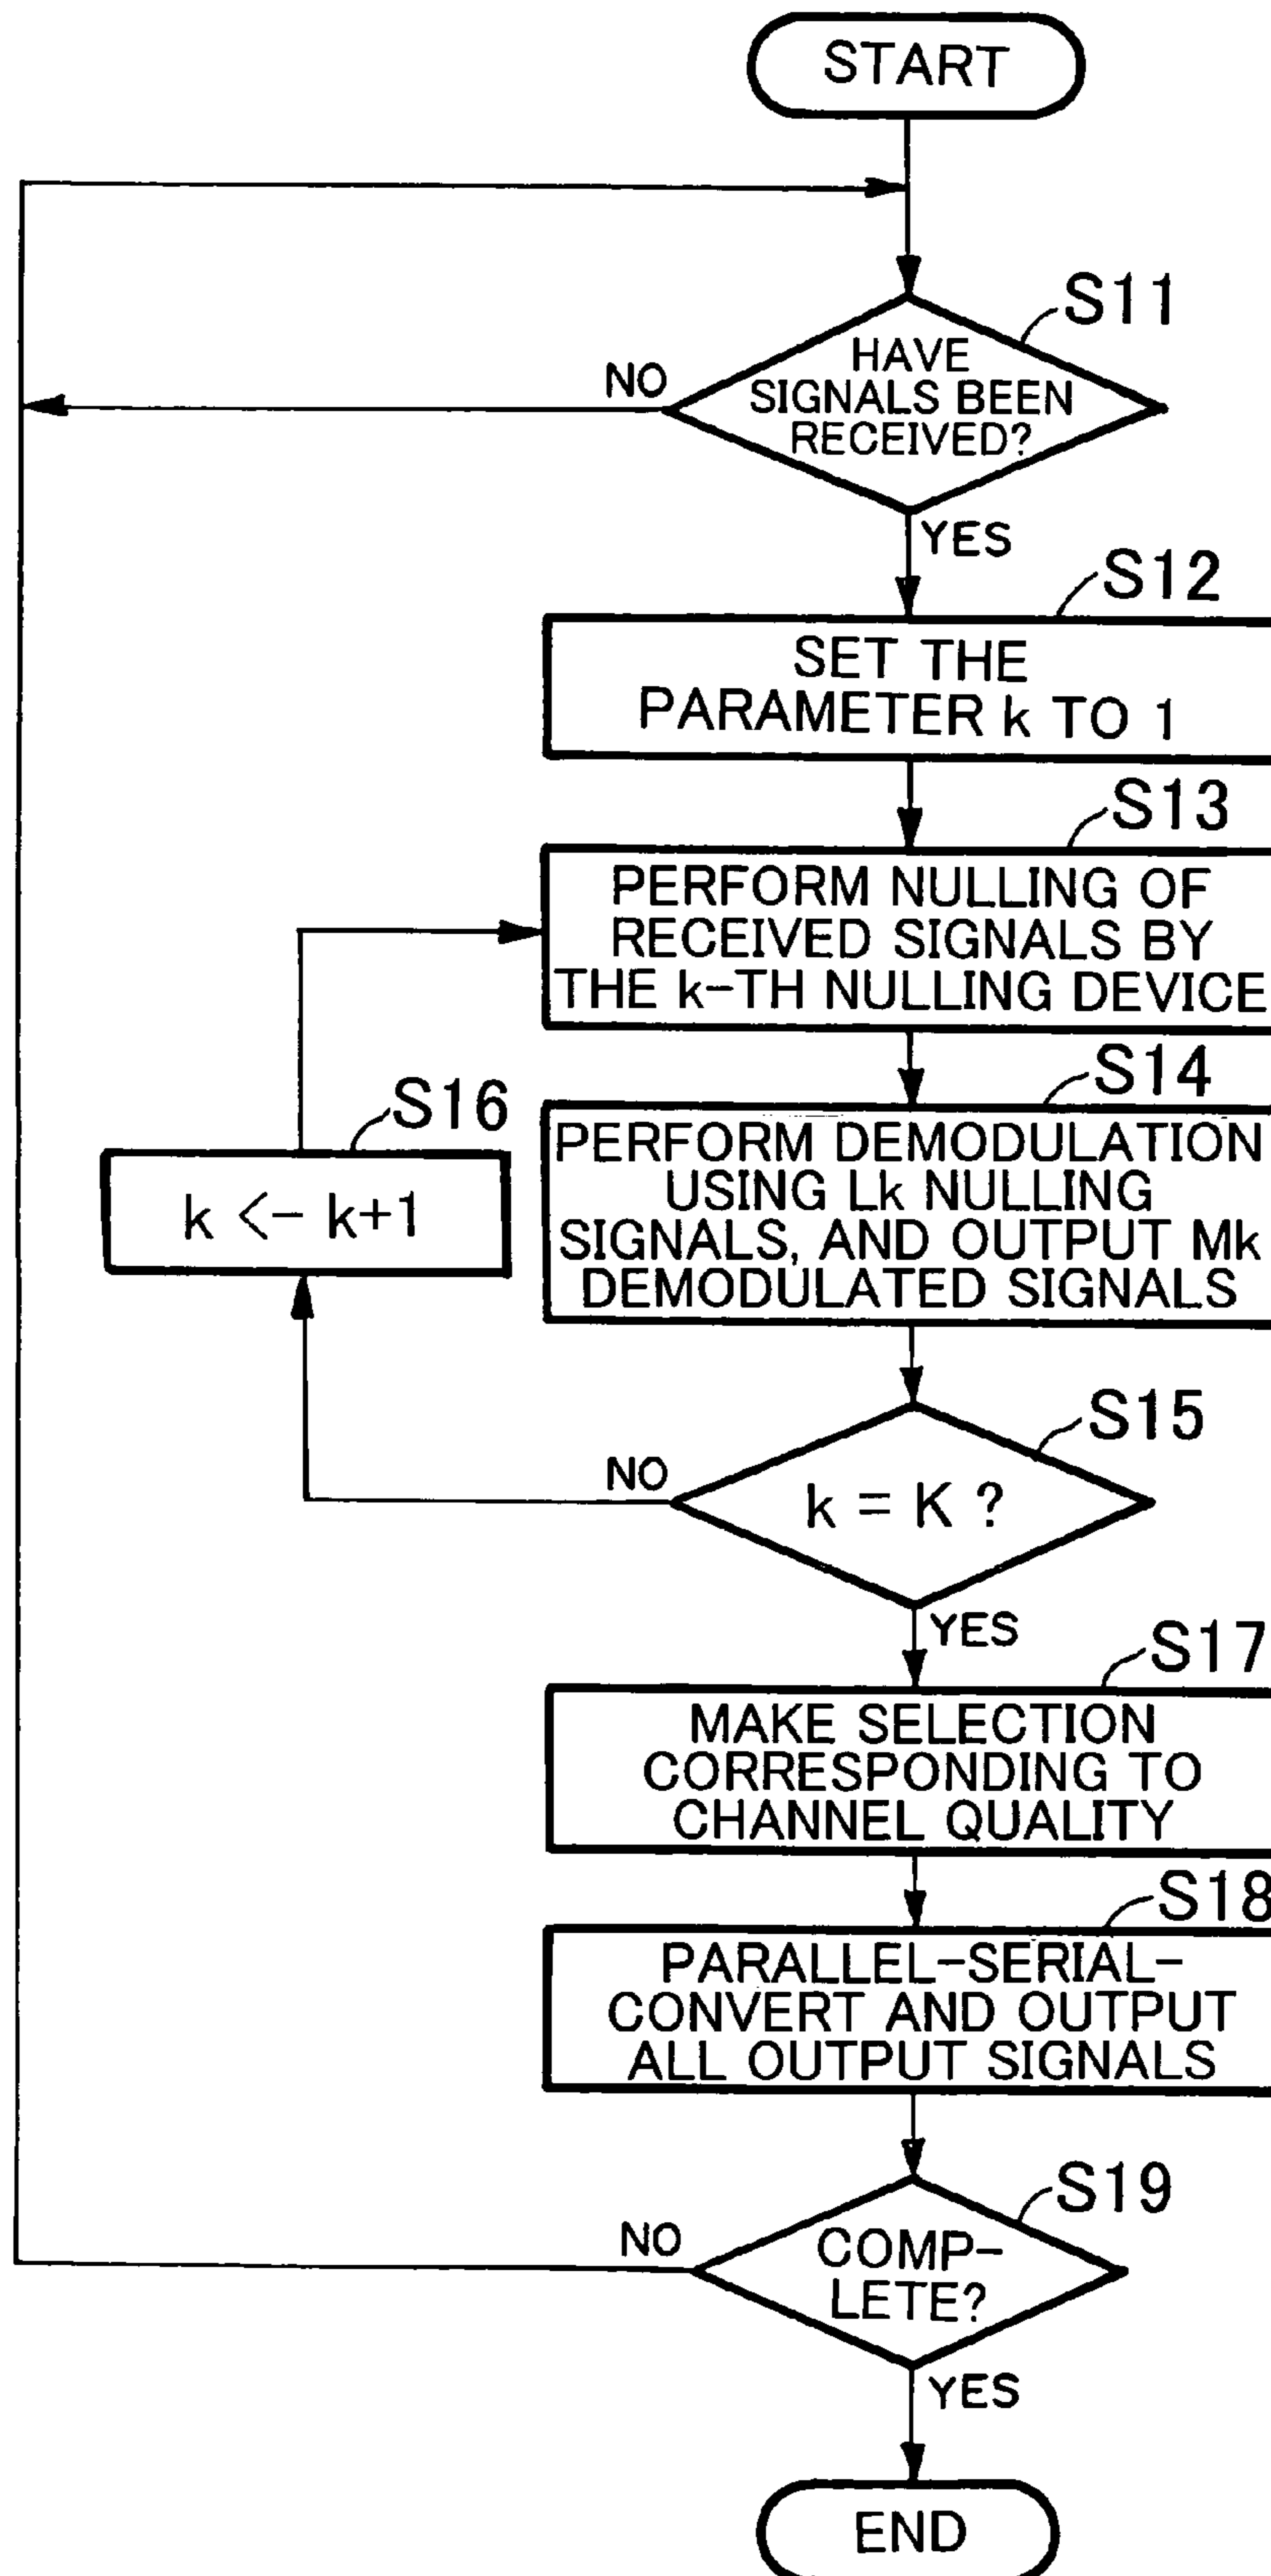 START
S11
HAVE
SIGNALS BEEN
RECEIVED?
NO
YES
S12
SET THE
PARAMETER k TO 1
S13
PERFORM NULLING OF
RECEIVED SIGNALS BY
THE k-TH NULLING DEVICE
S14
PERFORM DEMODULATION
USING Lk NULLING
SIGNALS, AND OUTPUT Mk
DEMODULATED SIGNALS
S16
k <- k+1
S15
k = K ?
NO
YES
S17
MAKE SELECTION
CORRESPONDING TO
CHANNEL QUALITY
S18
PARALLEL-SERIAL-
CONVERT AND OUTPUT
ALL OUTPUT SIGNALS
S19
COMP-
LETE?
NO
YES
END